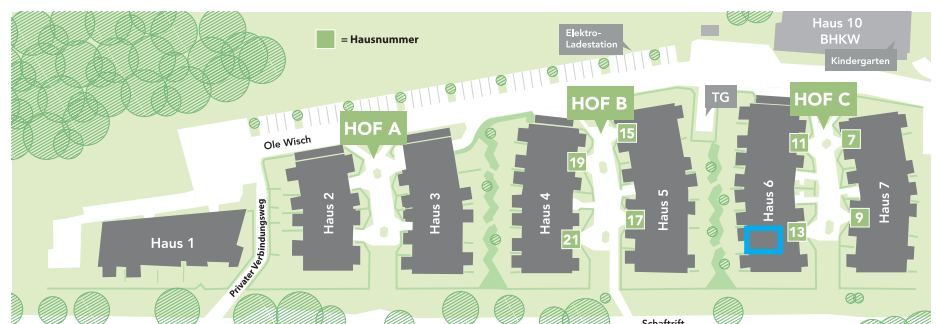 Haus 10
BHKW
Elektro-
Ladestation
Kindergarten
= Hausnummer
TG
HOF A
HOF B
HOF C
Ole Wisch
15
11
7
19
Haus 2
Haus 3
Haus 4
Haus 5
Haus 6
Haus 7
17
9
21
13
Haus 1
Privater Verbindungsweg
Schaftrift